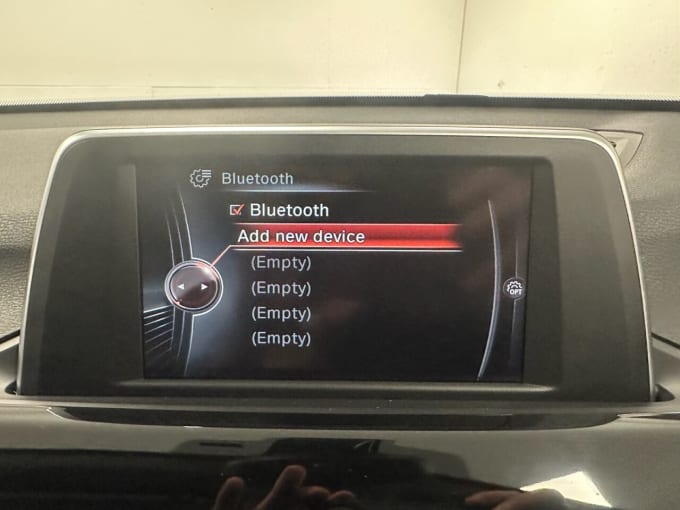 Bluetooth
Bluetooth
Add new device
(Empty)
(Empty)
(Empty)
(Empty)
OPT